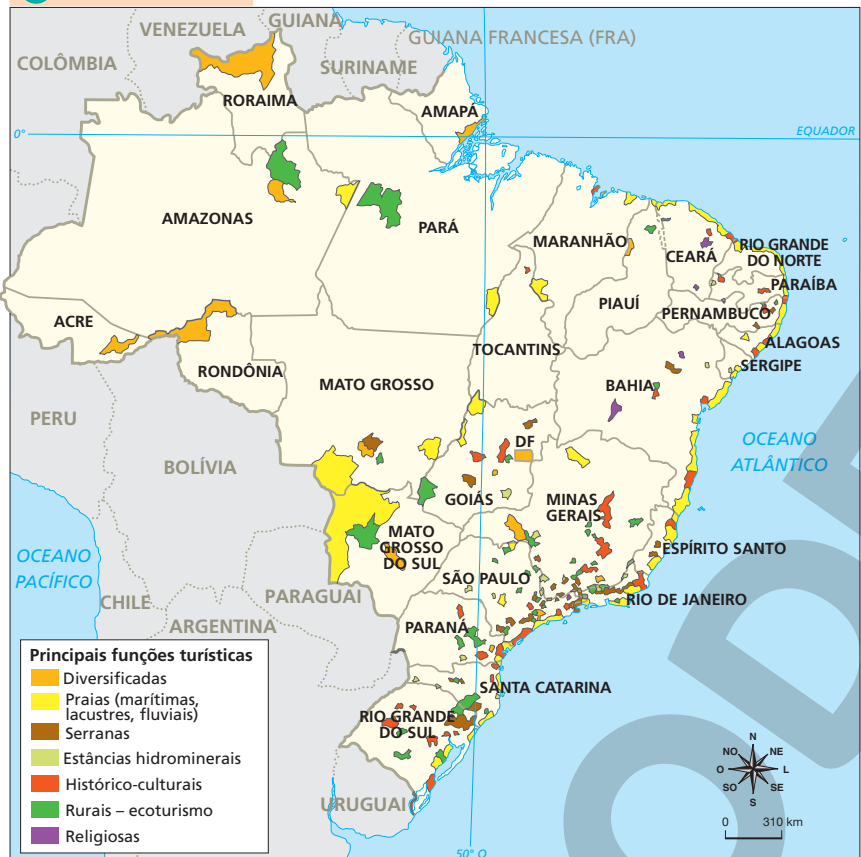 VENEZUELA
GUIANA
GUIANA FRANCESA (FRA)
COLÔMBIA
SURINAME
RORAIMA
AMAPÁ
0°
EQUADOR
AMAZONAS
PARÁ
MARANHÃO
CEARÁ
RIO GRANDE
DO NORTE
PARAÍBA
PIAUÍ
PERNAMBUCO
ACRE
ALAGOAS
TOCANTINS
SERGIPE
RONDÔNIA
MATO GROSSO
BAHIA
PERU
DF
OCEANO
ATLÂNTICO
BOLÍVIA
GOIÁS
MINAS
GERAIS
MATO
GROSSO
DO SUL
ESPÍRITO SANTO
OCEANO
PACÍFICO
SÃO PAULO
CHILE
PARAGUAI
RIO DE JANEIRO
ARGENTINA
PARANÁ
SANTA CATARINA
RIO GRANDE
DO SUL
URUGUAI
50° O
Principais funções turísticas
Diversificadas
Praias (marítimas,
lacustres, fluviais)
Serranas
Estâncias hidrominerais
Histórico-culturais
Rurais – ecoturismo
Religiosas
N
NO NE
O L
SO SE
S
0 310 km